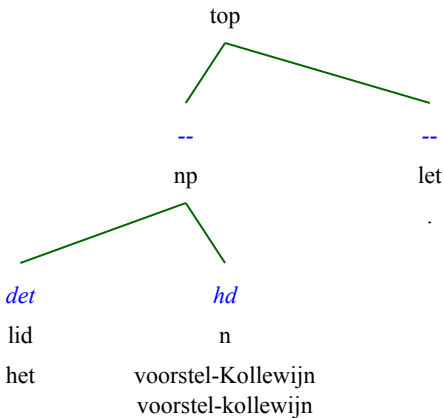 top
-- --
np let
.
det hd
lid n
het voorstel-Kollewijn
voorstel-kollewijn